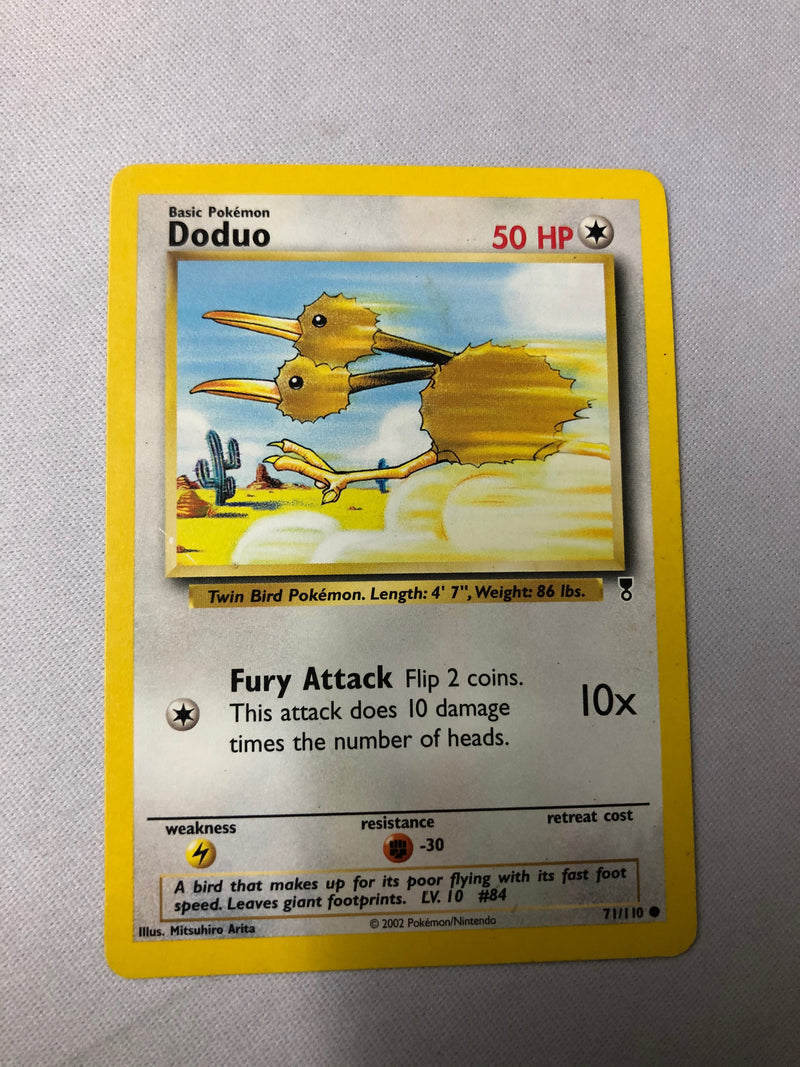 Basic Pokémon
Doduo
50 HP
Twin Bird Pokémon. Length: 4' 7", Weight: 86 lbs.
Fury Attack Flip 2 coins.
This attack does 10 damage
times the number of heads.
10x
weakness
resistance
retreat cost
-30
A bird that makes up for its poor flying with its fast foot
speed. Leaves giant footprints. LV. 10 #84
Illus. Mitsuhiro Arita
© 2002 Pokémon/Nintendo
71/110